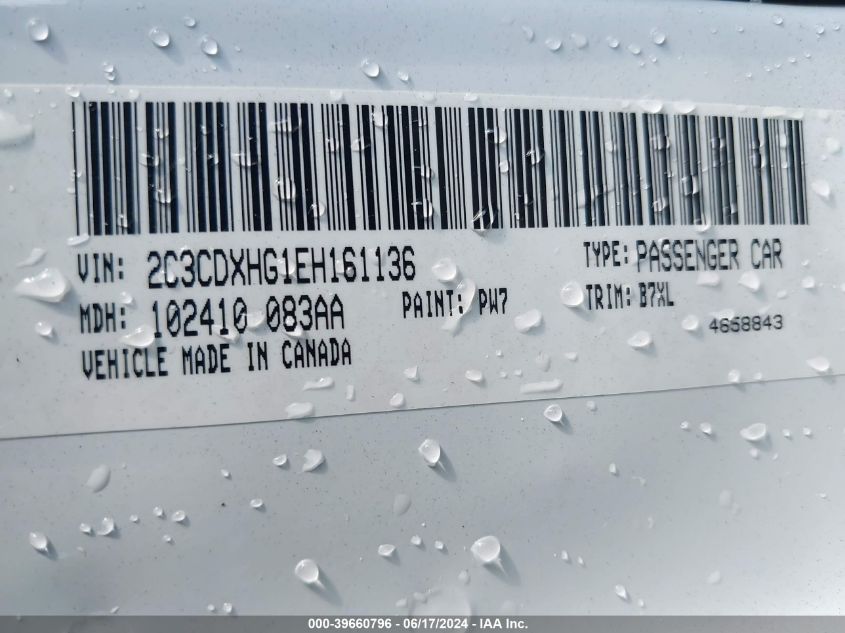 VIN: 2C3CDXHG1EH161136 TYPE: PASSENGER CAR
MDH: 102410 083AA PAINT: PW7 TRIM: B7XL
VEHICLE MADE IN CANADA 4658843
000-39660796 - 06/17/2024 - IAA Inc.